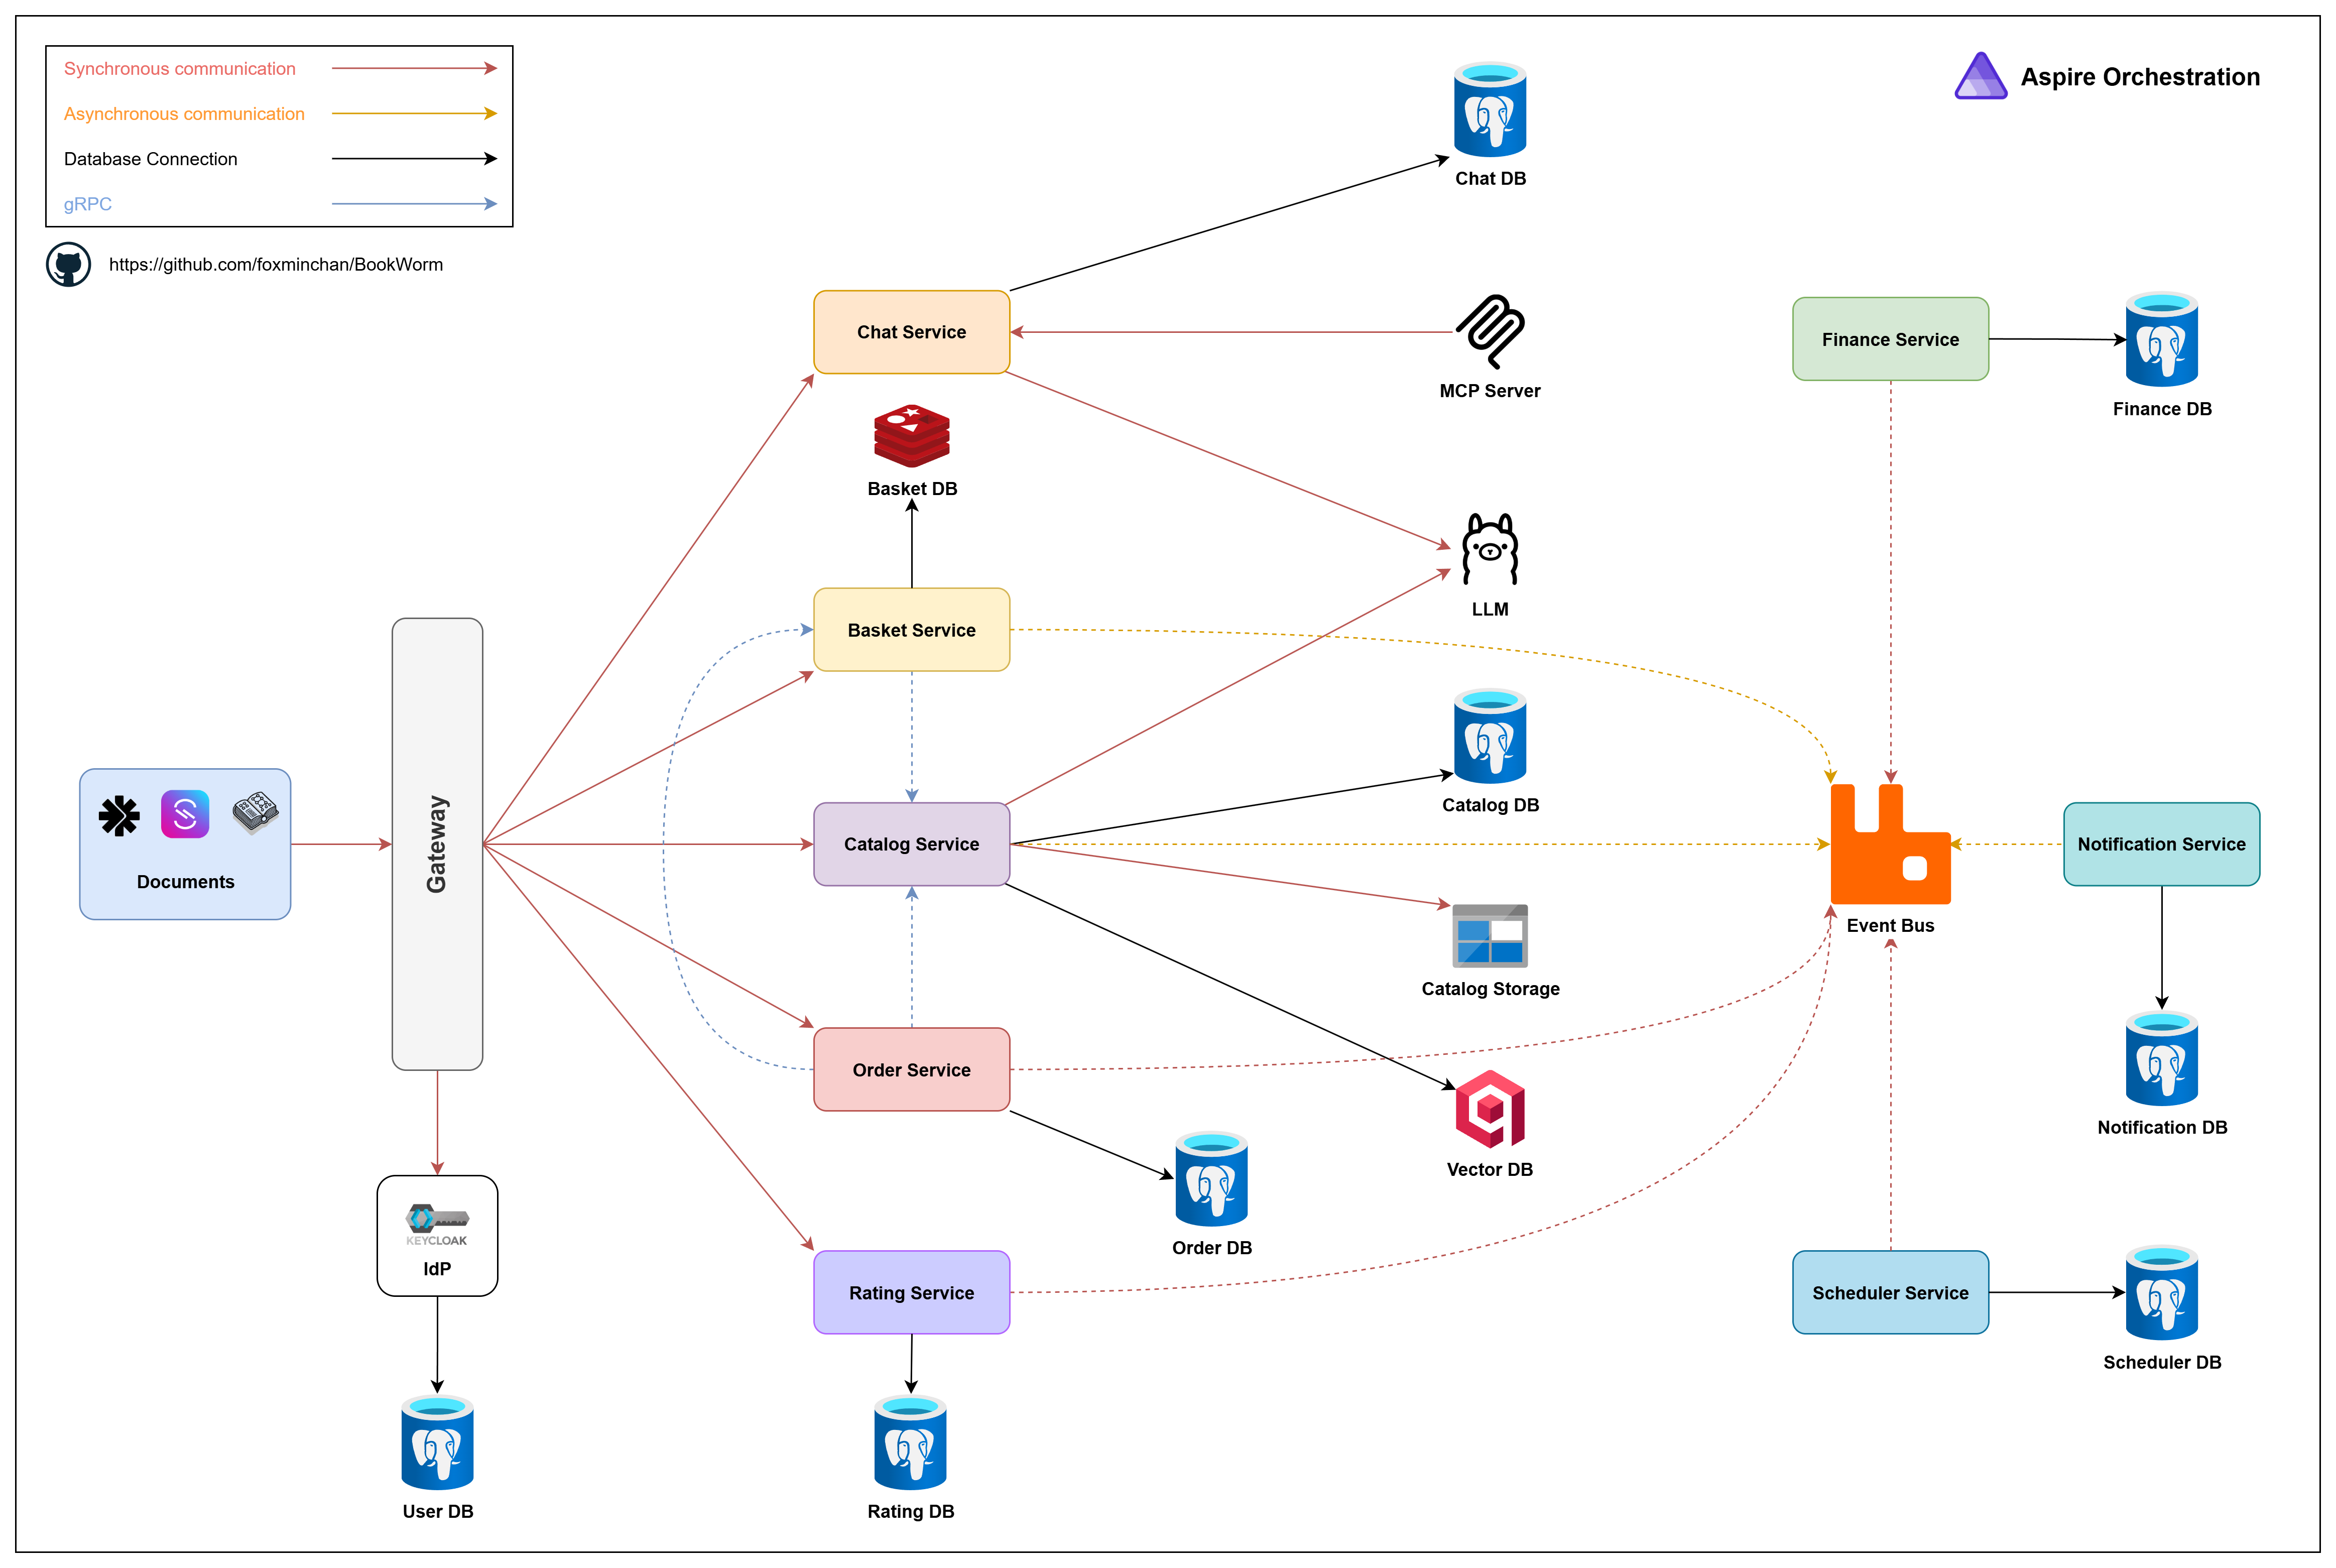 Synchronous communication
Asynchronous communication
Database Connection
gRPC
https://github.com/foxminchan/BookWorm
Aspire Orchestration
Chat DB
Chat Service
MCP Server
Finance Service
Finance DB
Basket DB
LLM
Basket Service
Catalog DB
Documents
Gateway
Catalog Service
Notification Service
Event Bus
Catalog Storage
Order Service
Notification DB
Vector DB
Order DB
KEYCLOAK
IdP
Rating Service
Scheduler Service
Scheduler DB
User DB
Rating DB